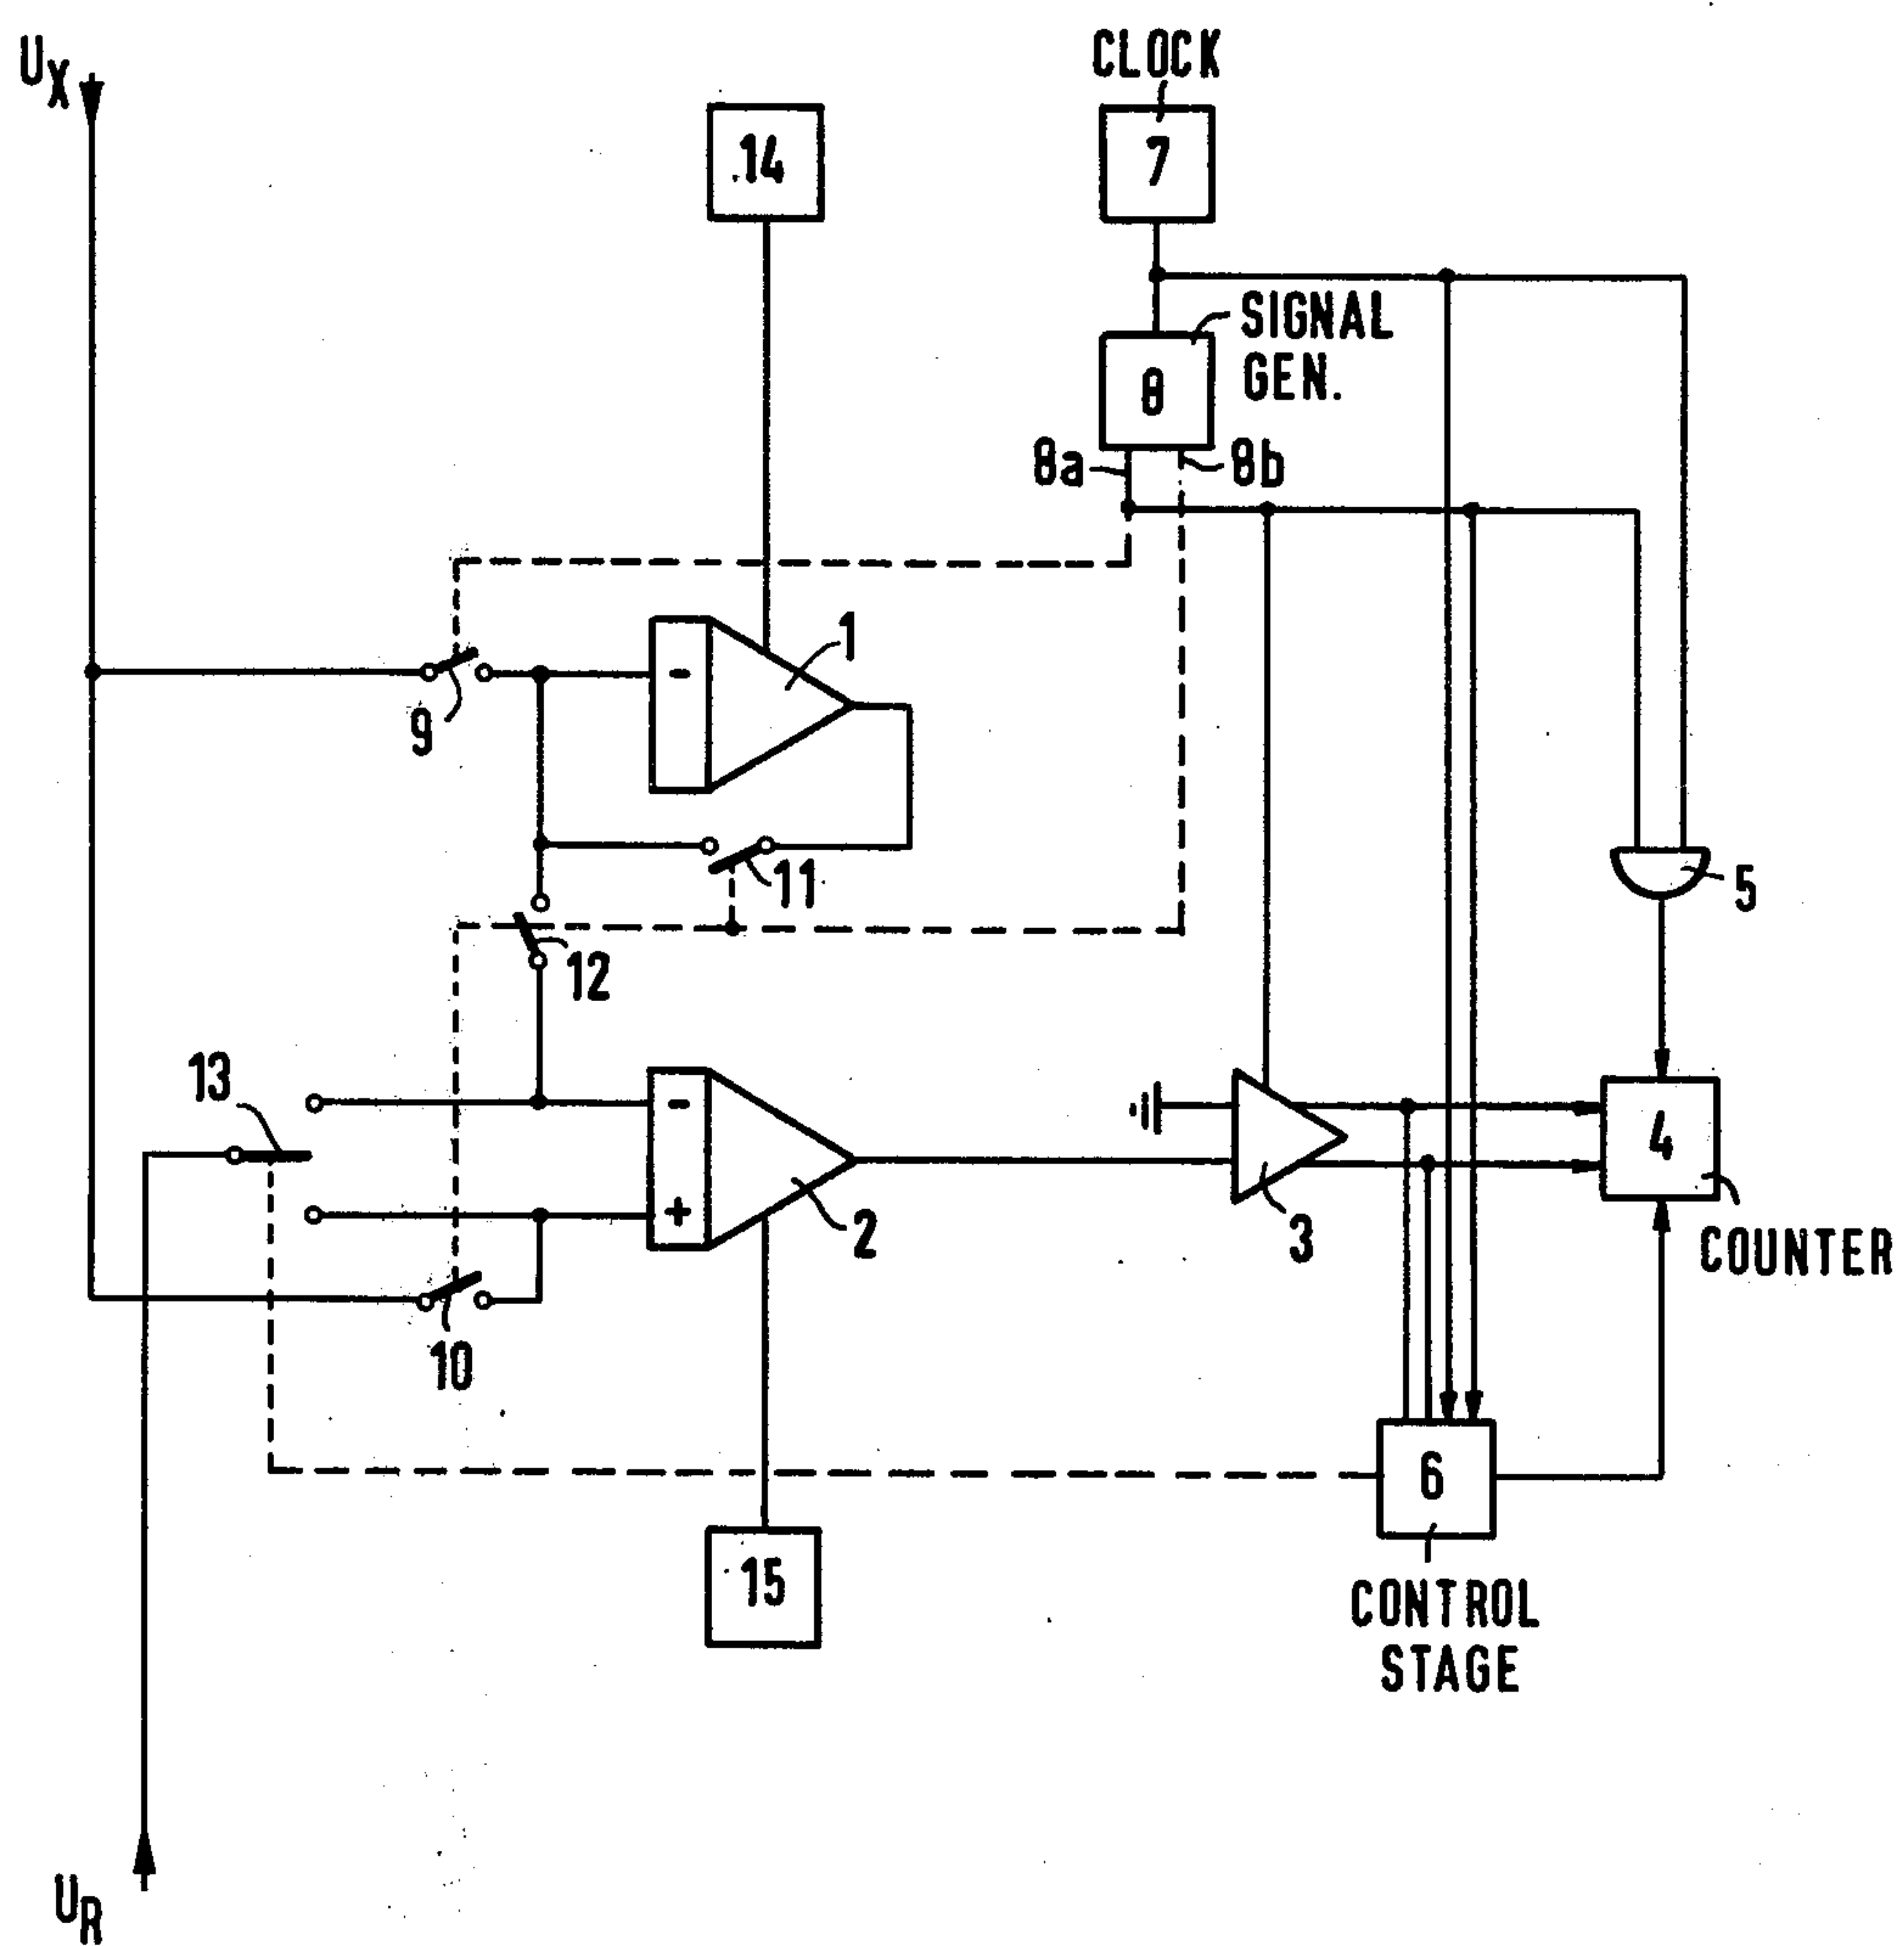 UX
CLOCK
14
7
SIGNAL
GEN.
8
8a
8b
1
-
9
11
5
12
13
-
4
+
2
3
COUNTER
10
6
15
CONTROL
STAGE
UR